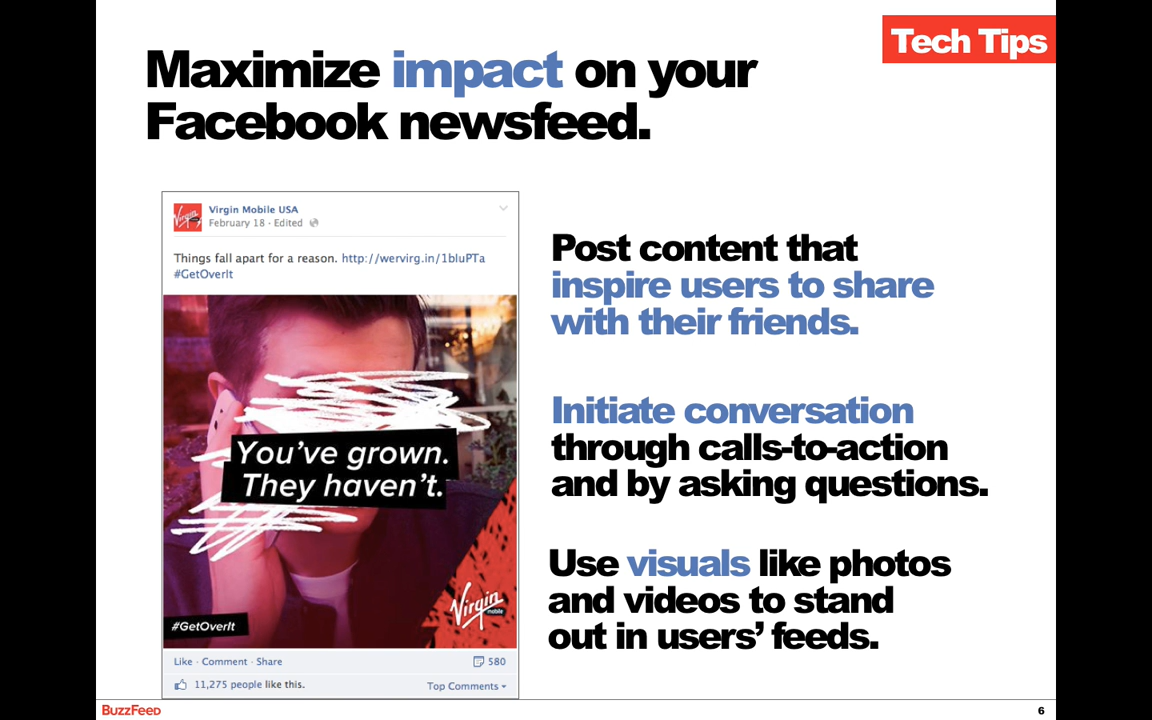 Tech Tips
Maximize impact on your
Facebook newsfeed.
Virgin Mobile USA
February 18 · Edited
Things fall apart for a reason. http://wervirg.in/1bluPTa
#GetOverIt
You've grown.
They haven't.
Virgin
mobile
#GetOverIt
Like · Comment · Share
580
11,275 people like this.
Top Comments
Post content that
inspire users to share
with their friends.
Initiate conversation
through calls-to-action
and by asking questions.
Use visuals like photos
and videos to stand
out in users' feeds.
BuzzFeed
6